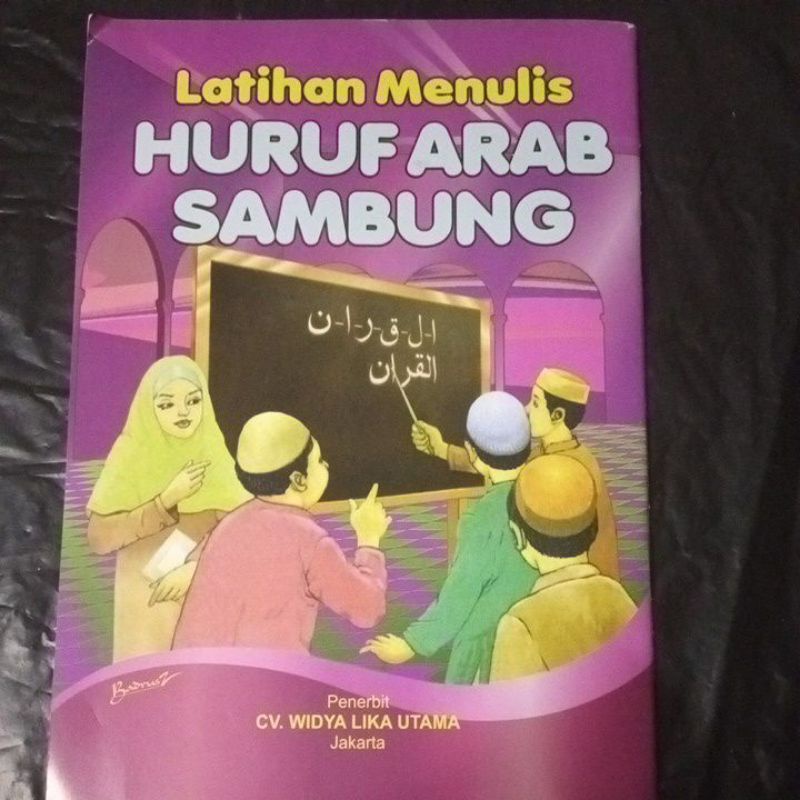 Latihan Menulis
HURUF ARAB
SAMBUNG
ا-ل-ق-ر-ا-ن
القران
Penerbit
CV. WIDYA LIKA UTAMA
Jakarta